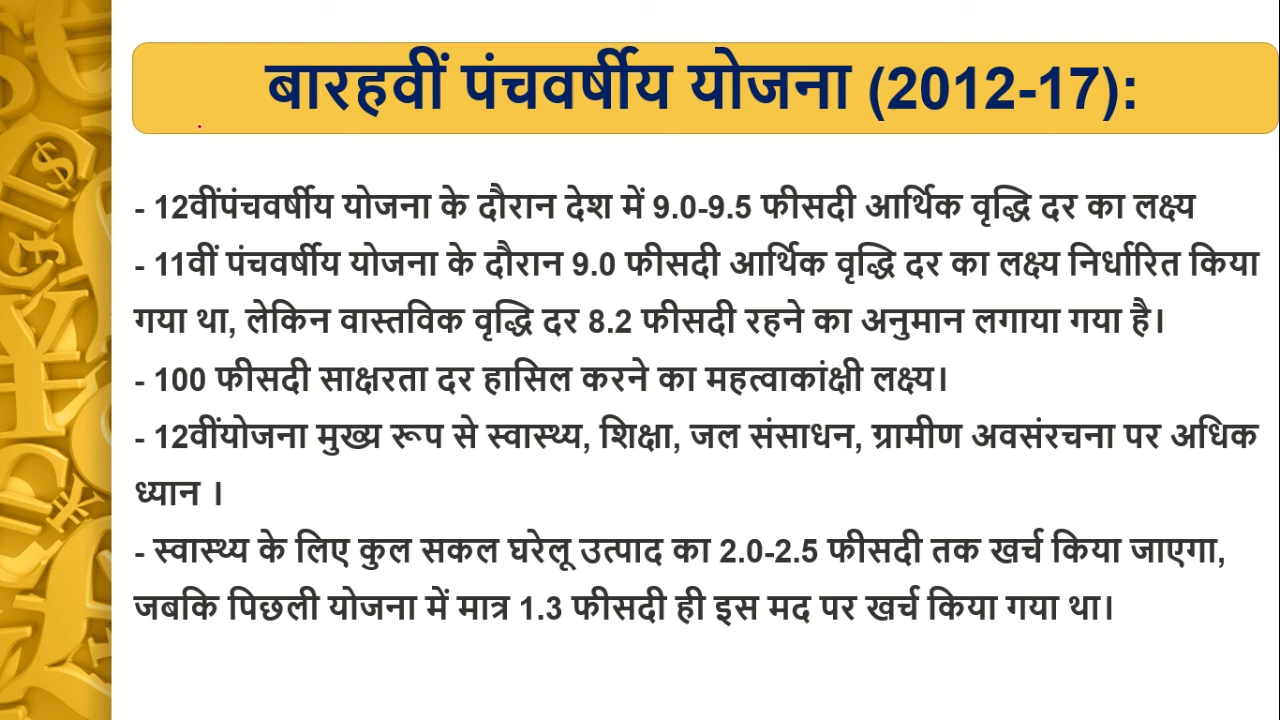 बारहवीं पंचवर्षीय योजना (2012-17):
- 12वींपंचवर्षीय योजना के दौरान देश में 9.0-9.5 फीसदी आर्थिक वृद्धि दर का लक्ष्य
- 11वीं पंचवर्षीय योजना के दौरान 9.0 फीसदी आर्थिक वृद्धि दर का लक्ष्य निर्धारित किया
गया था, लेकिन वास्तविक वृद्धि दर 8.2 फीसदी रहने का अनुमान लगाया गया है।
- 100 फीसदी साक्षरता दर हासिल करने का महत्वाकांक्षी लक्ष्य।
- 12वींयोजना मुख्य रूप से स्वास्थ्य, शिक्षा, जल संसाधन, ग्रामीण अवसंरचना पर अधिक
ध्यान ।
- स्वास्थ्य के लिए कुल सकल घरेलू उत्पाद का 2.0-2.5 फीसदी तक खर्च किया जाएगा,
जबकि पिछली योजना में मात्र 1.3 फीसदी ही इस मद पर खर्च किया गया था।